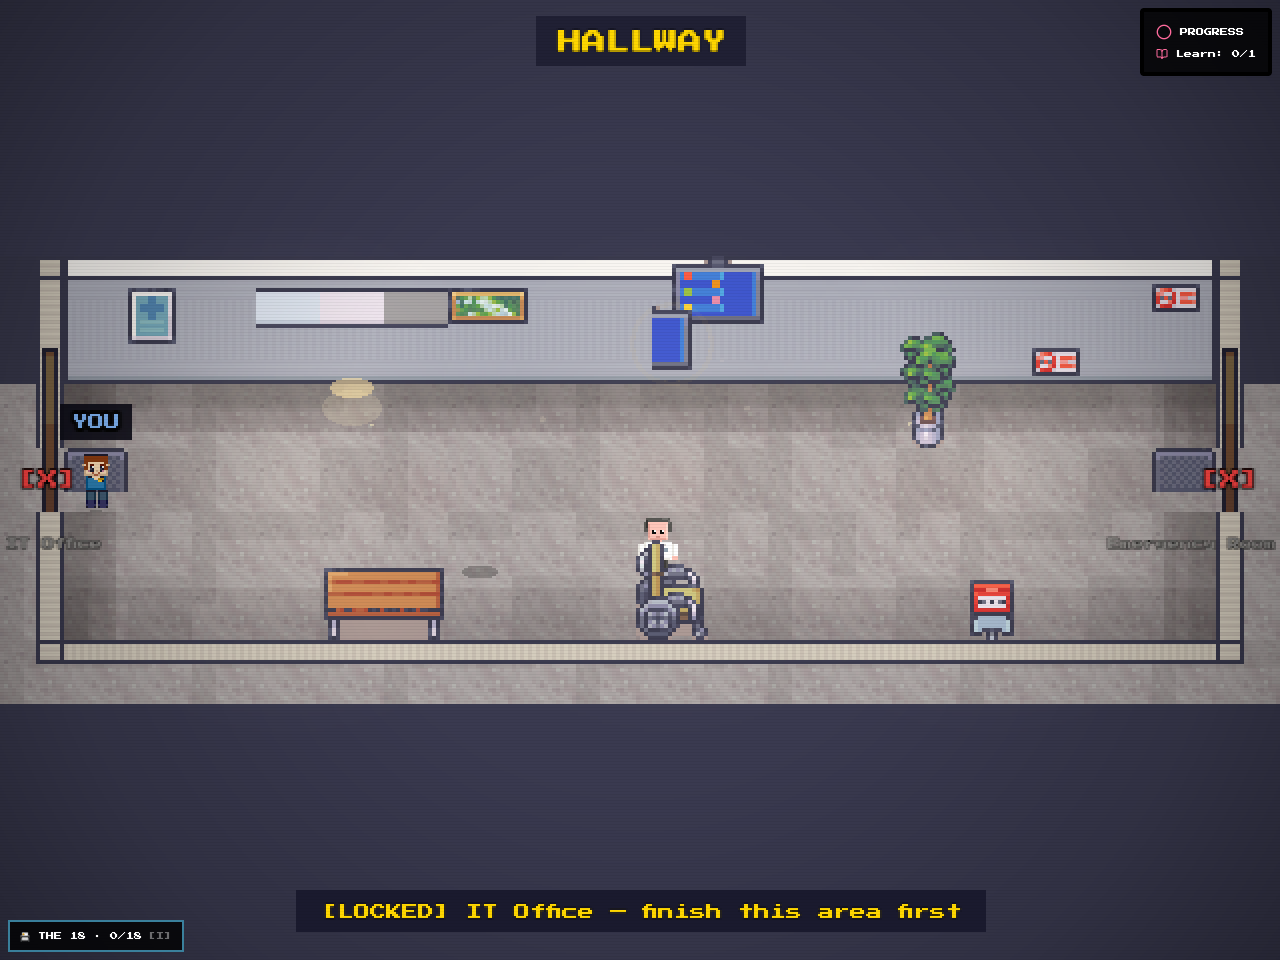 HALLWAY
PROGRESS
Learn: 0/1
YOU
[X]
[X]
IT Office
Emergency Room
[LOCKED] IT Office — finish this area first
THE 18 · 0/18 [I]